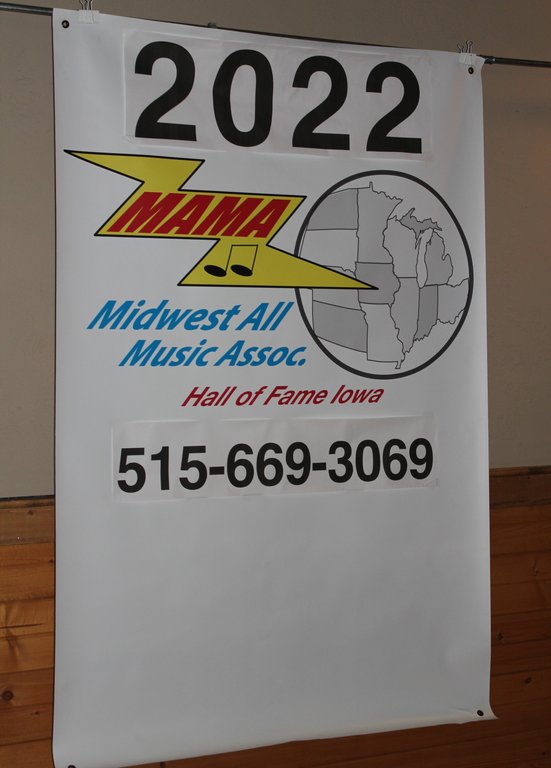 2022
MAMA
Midwest All
Music Assoc.
Hall of Fame Iowa
515-669-3069